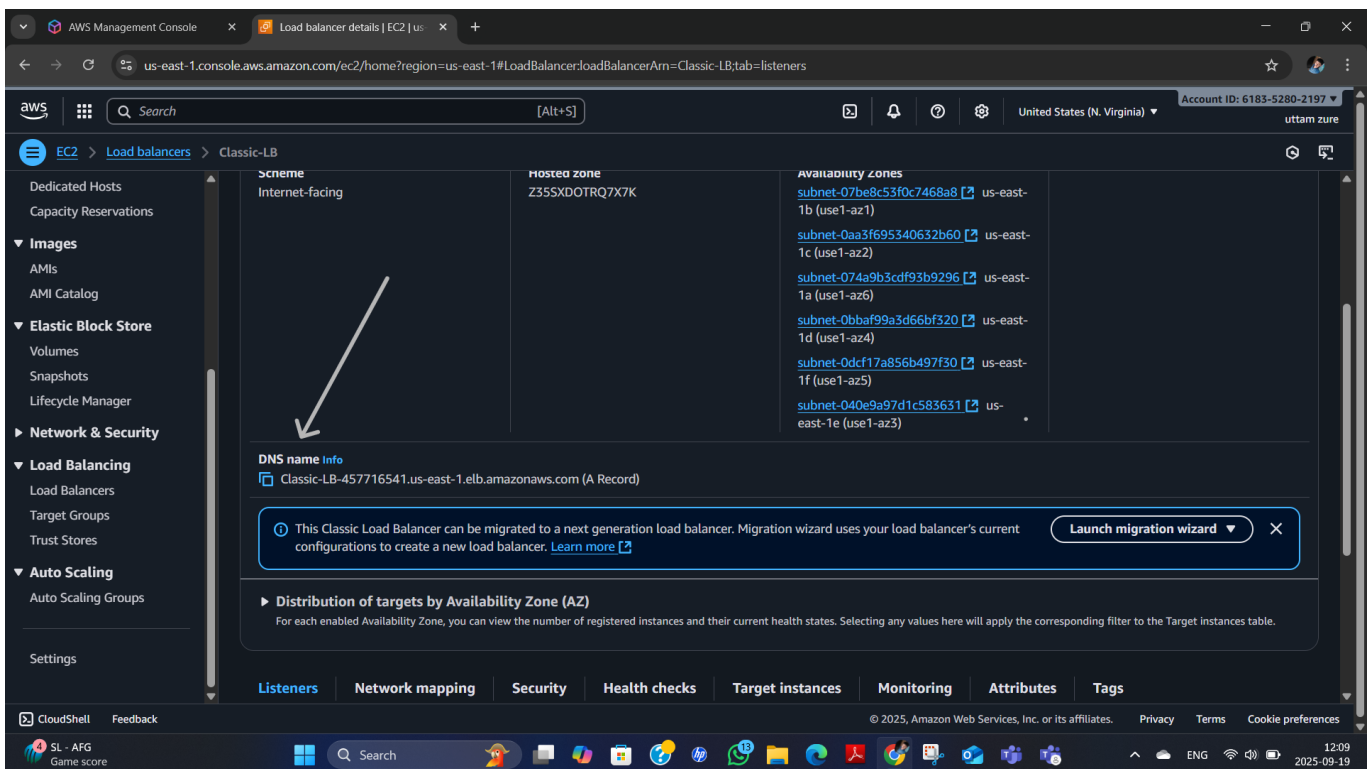 AWS Management Console
Load balancer details | EC2 | us-
us-east-1.console.aws.amazon.com/ec2/home?region=us-east-1#LoadBalancer:loadBalancerArn=Classic-LB;tab=listeners
aws
Search
[Alt+S]
United States (N. Virginia)
Account ID: 6183-5280-2197
uttam zure
EC2 > Load balancers > Classic-LB
Dedicated Hosts
Capacity Reservations
Images
AMIs
AMI Catalog
Elastic Block Store
Volumes
Snapshots
Lifecycle Manager
Network & Security
Load Balancing
Load Balancers
Target Groups
Trust Stores
Auto Scaling
Auto Scaling Groups
Settings
Scheme
Internet-facing
Hosted zone
Z35SXDOTRQ7X7K
Availability Zones
subnet-07be8c53f0c7468a8 us-east-
1b (use1-az1)
subnet-0aa3f695340632b60 us-east-
1c (use1-az2)
subnet-074a9b3cdf93b9296 us-east-
1a (use1-az6)
subnet-0bbaf99a3d66bf320 us-east-
1d (use1-az4)
subnet-0dcf17a856b497f30 us-east-
1f (use1-az5)
subnet-040e9a97d1c583631 us-
east-1e (use1-az3)
DNS name Info
Classic-LB-457716541.us-east-1.elb.amazonaws.com (A Record)
This Classic Load Balancer can be migrated to a next generation load balancer. Migration wizard uses your load balancer's current
configurations to create a new load balancer. Learn more
Launch migration wizard
Distribution of targets by Availability Zone (AZ)
For each enabled Availability Zone, you can view the number of registered instances and their current health states. Selecting any values here will apply the corresponding filter to the Target instances table.
Listeners Network mapping Security Health checks Target instances Monitoring Attributes Tags
CloudShell Feedback
© 2025, Amazon Web Services, Inc. or its affiliates. Privacy Terms Cookie preferences
4
SL - AFG
Game score
Search
13
ENG
12:09
2025-09-19